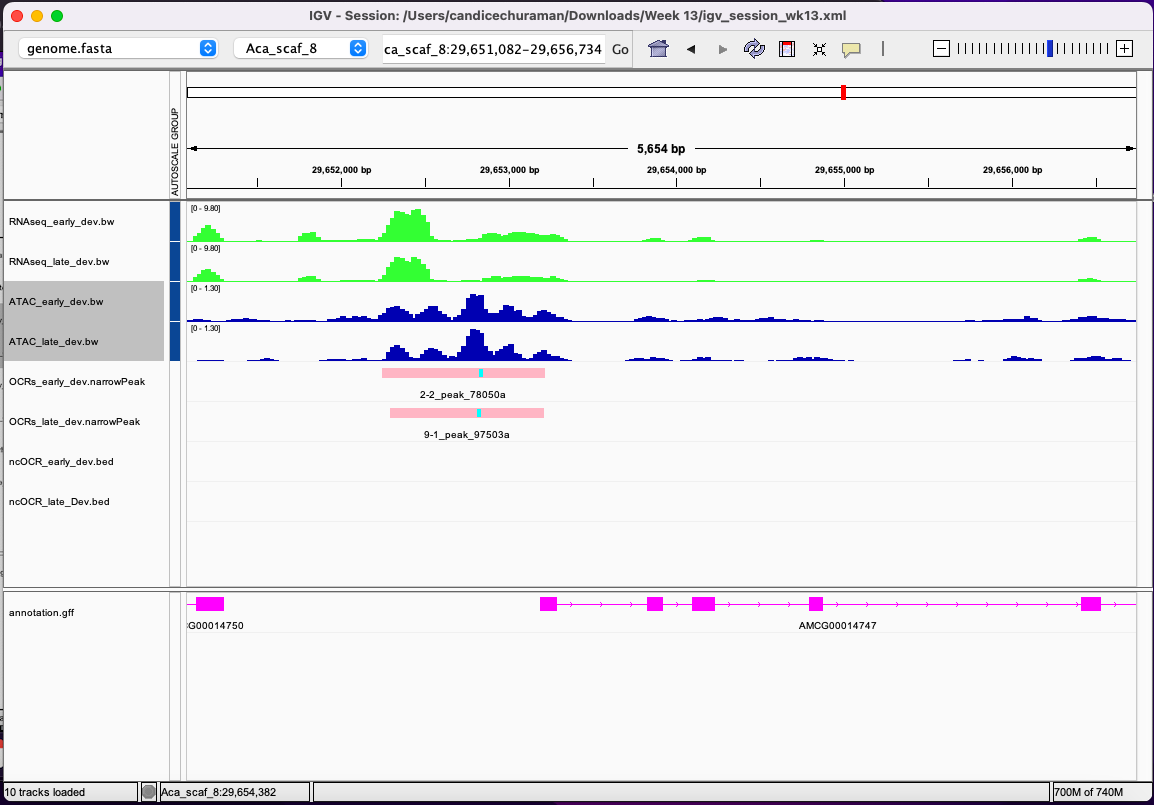 IGV - Session: /Users/candicechuraman/Downloads/Week 13/igv_session_wk13.xml
genome.fasta Aca_scaf_8 ca_scaf_8:29,651,082-29,656,734 Go
AUTOSCALE GROUP
5,654 bp
29,652,000 bp 29,653,000 bp 29,654,000 bp 29,655,000 bp 29,656,000 bp
[0 - 9.80]
RNAseq_early_dev.bw
[0 - 9.80]
RNAseq_late_dev.bw
[0 - 1.30]
ATAC_early_dev.bw
[0 - 1.30]
ATAC_late_dev.bw
OCRs_early_dev.narrowPeak
2-2_peak_78050a
OCRs_late_dev.narrowPeak
9-1_peak_97503a
ncOCR_early_dev.bed
ncOCR_late_Dev.bed
annotation.gff
G00014750 AMCG00014747
10 tracks loaded Aca_scaf_8:29,654,382 700M of 740M